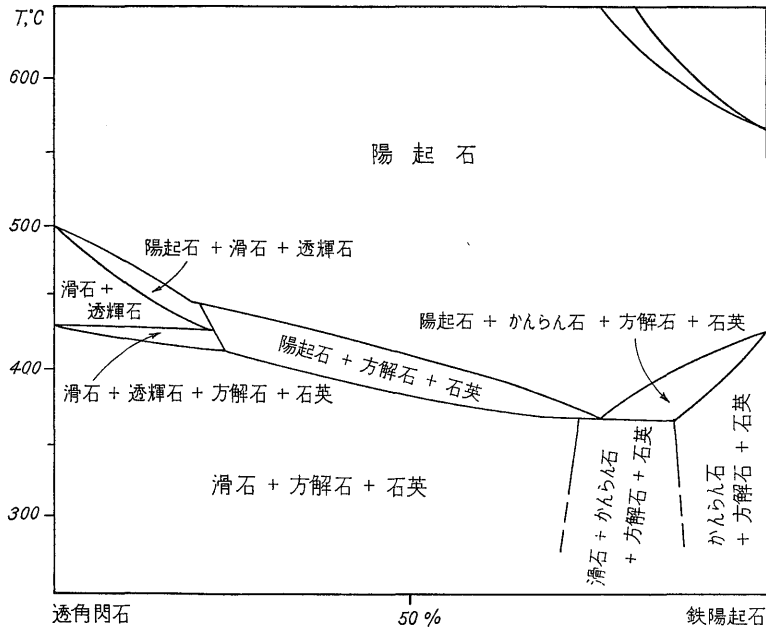 T,°C
600
陽起石
500
陽起石 + 滑石 + 透輝石
滑石 +
透輝石
陽起石 + かんらん石 + 方解石 + 石英
400
陽起石 + 方解石 + 石英
滑石 + 透輝石 + 方解石 + 石英
滑石 + 方解石 + 石英
滑石 + かんらん石
+ 方解石 + 石英
かんらん石
+ 方解石 + 石英
300
透角閃石
50%
鉄陽起石